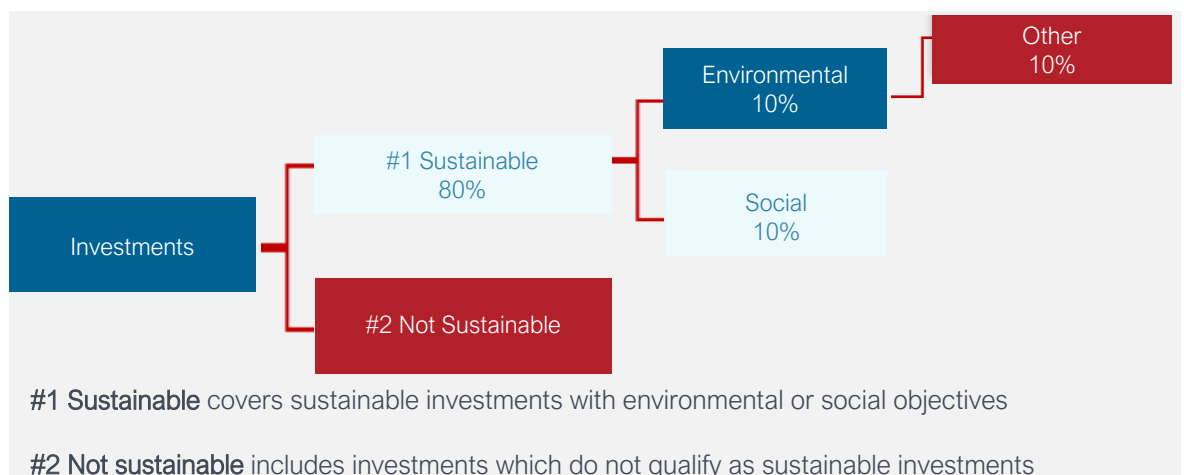 Other
10%
Environmental
10%
#1 Sustainable
80%
Social
10%
Investments
#2 Not Sustainable
#1 Sustainable covers sustainable investments with environmental or social objectives
#2 Not sustainable includes investments which do not qualify as sustainable investments